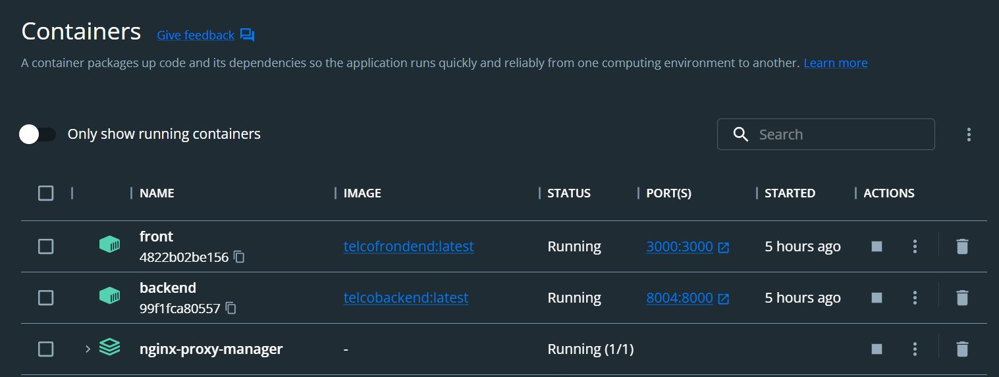 Containers Give feedback
A container packages up code and its dependencies so the application runs quickly and reliably from one computing environment to another. Learn more
Only show running containers Search
NAME IMAGE STATUS PORT(S) STARTED ACTIONS
front
4822b02be156 telcofrondend:latest Running 3000:3000 5 hours ago
backend
99f1fca80557 telcobackend:latest Running 8004:8000 5 hours ago
nginx-proxy-manager - Running (1/1)